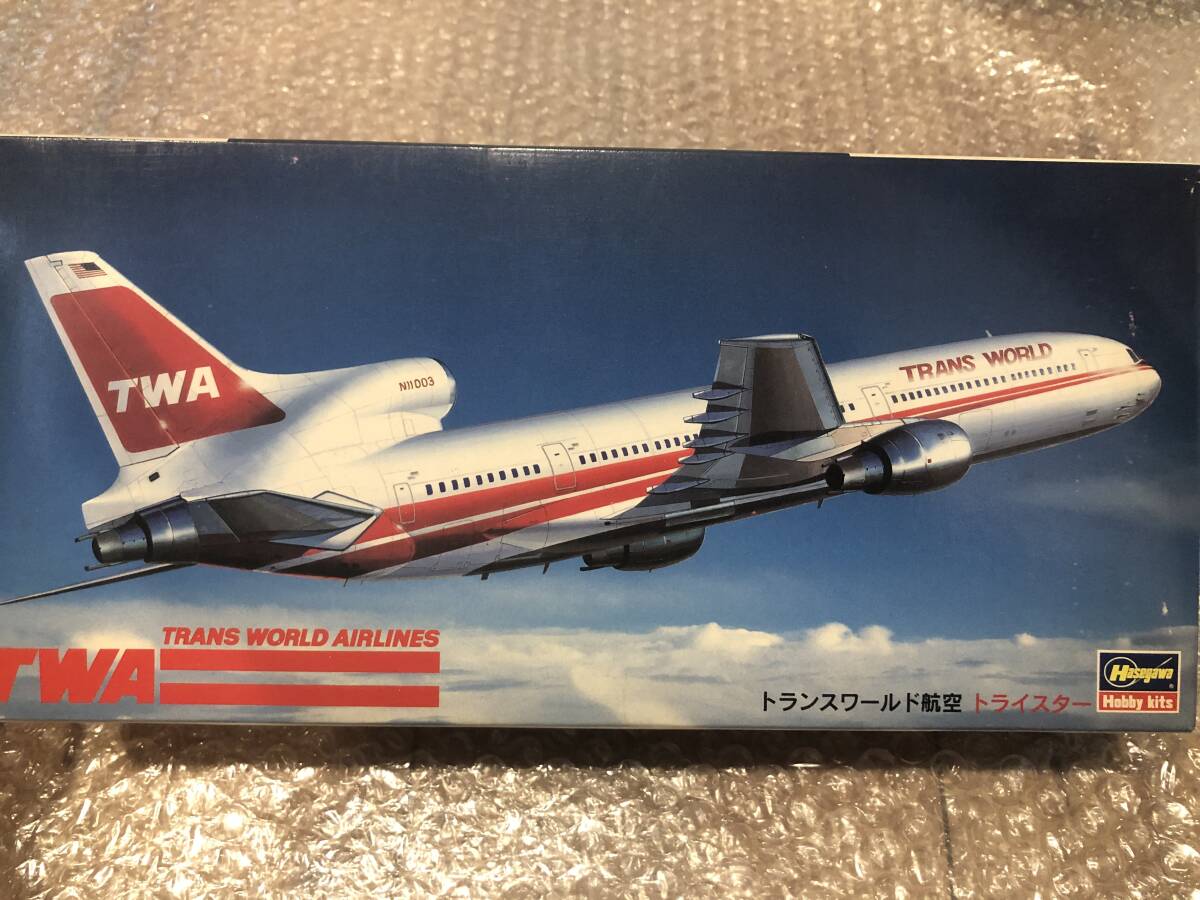 TWA
N11003
TRANS WORLD
TRANS WORLD AIRLINES
TWA
トランスワールド航空 トライスター
Hasegawa ®
Hobby kits